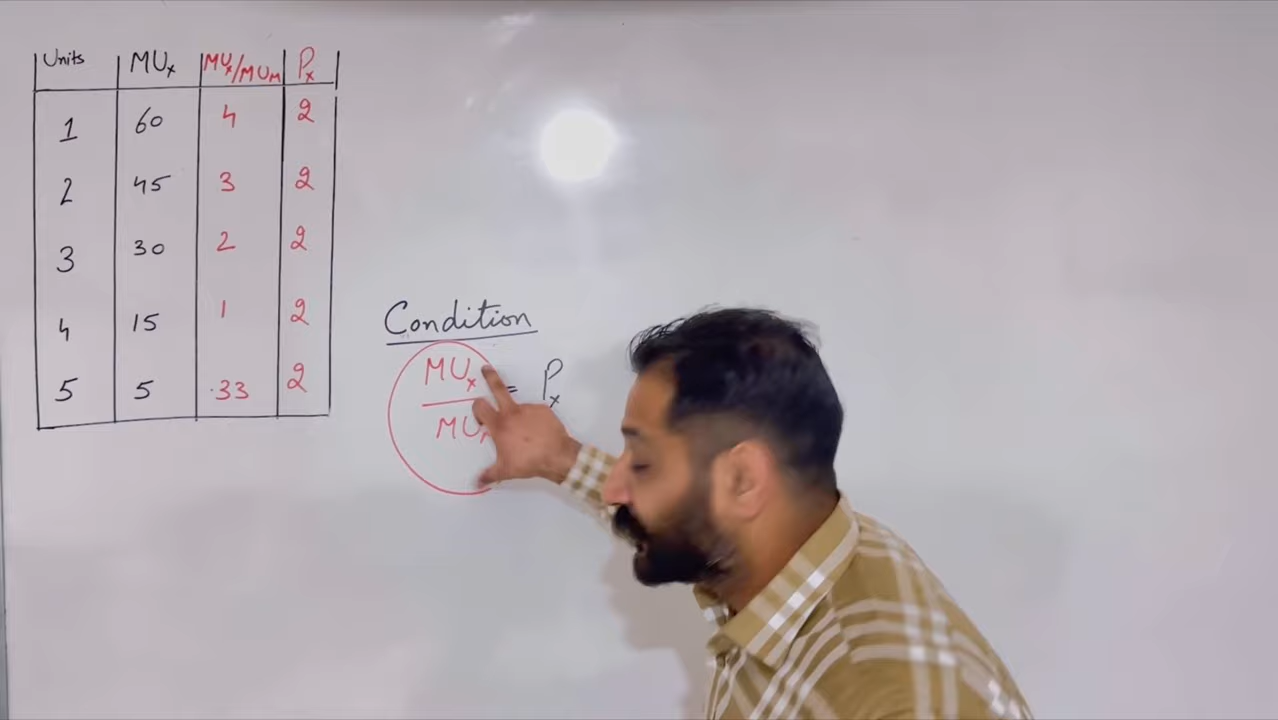 Units MUx MUx/MUM Px
1 60 4 2
2 45 3 2
3 30 2 2
4 15 1 2
5 5 .33 2
Condition
MUx = Px
MU